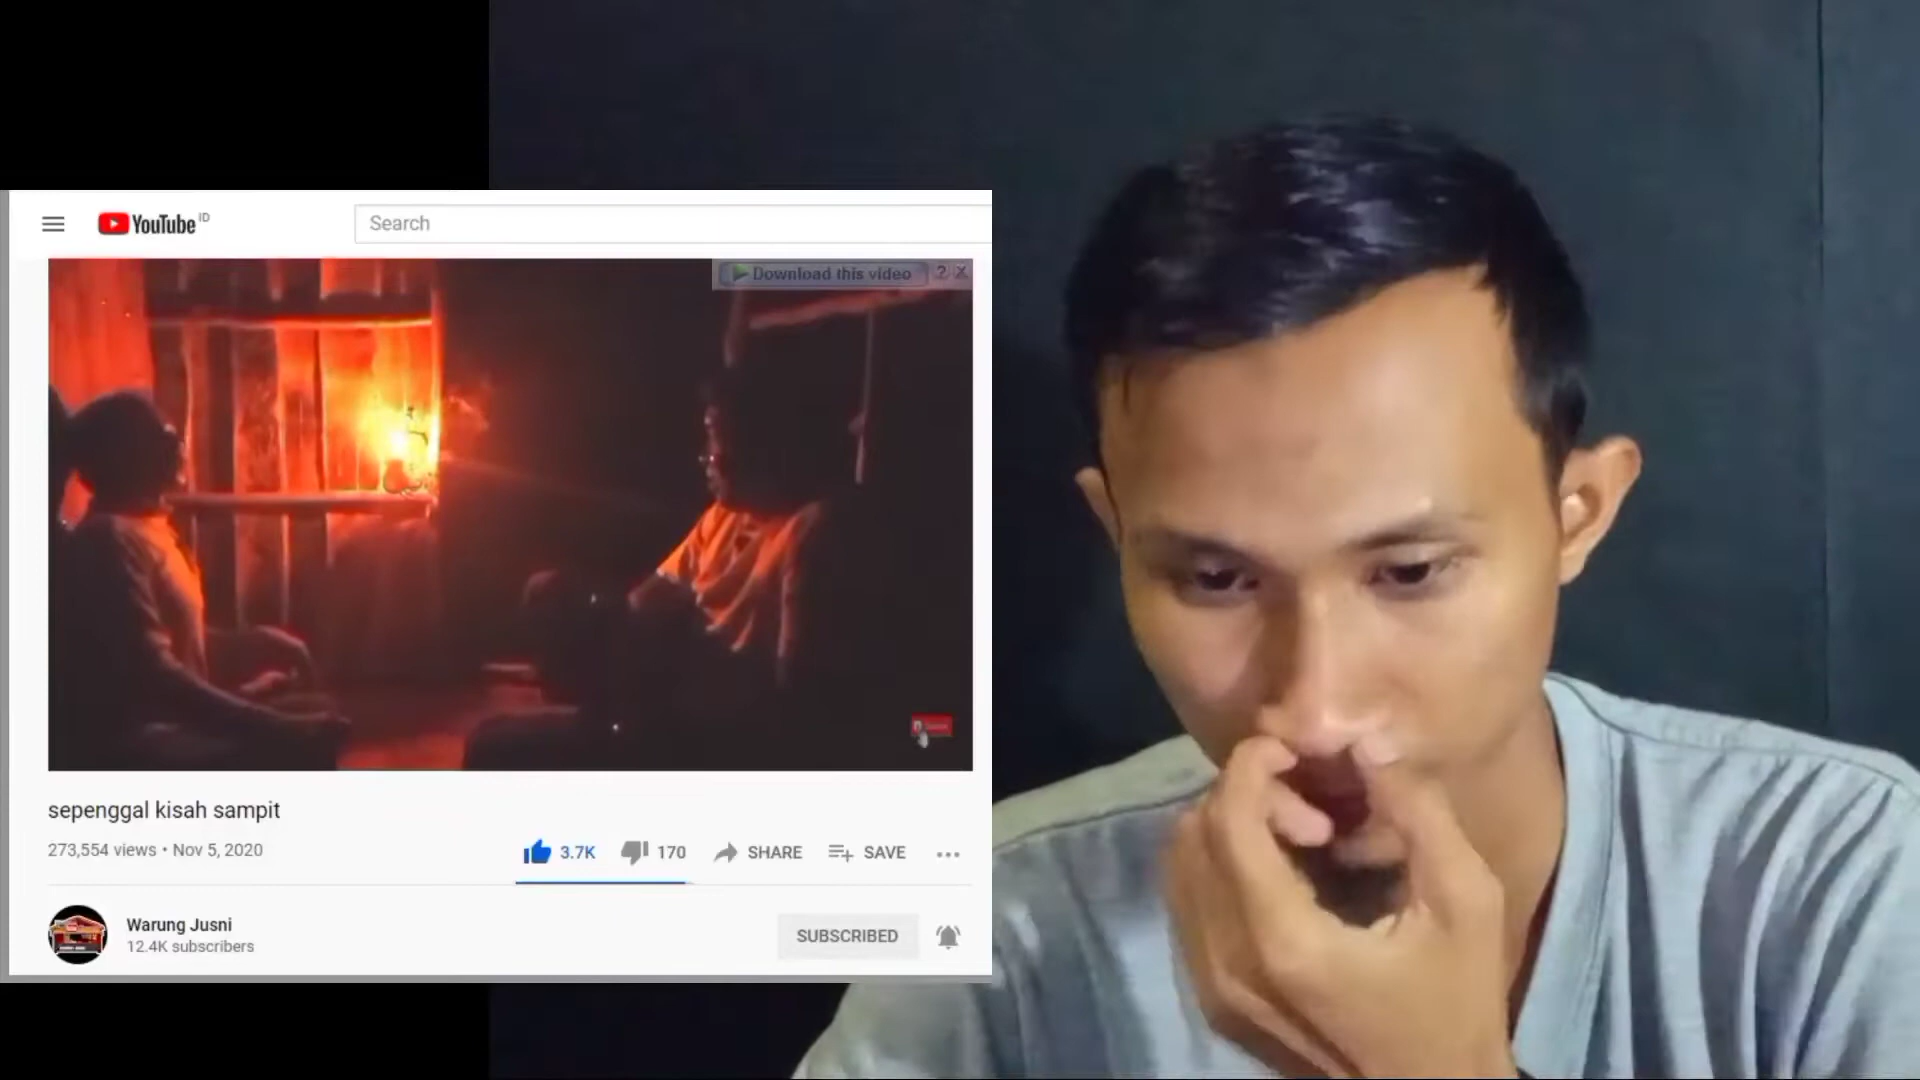 YouTube ID
Search
Download this video ? X
sepenggal kisah sampit
273,554 views • Nov 5, 2020
3.7K 170 SHARE SAVE
Warung Jusni
12.4K subscribers
SUBSCRIBED